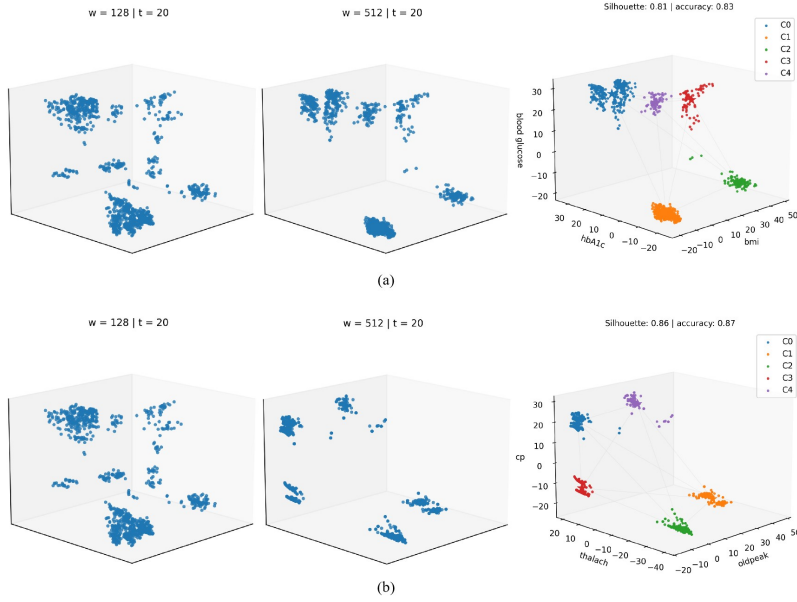 w = 128 | t = 20
w = 512 | t = 20
Silhouette: 0.81 | accuracy: 0.83
C0
C1
C2
C3
C4
30
20
10
0
−10
−20
blood glucose
30
20
10
0
−10
−20
hbA1c
−20
−10
0
10
20
30
40
50
bmi
(a)
w = 128 | t = 20
w = 512 | t = 20
Silhouette: 0.86 | accuracy: 0.87
C0
C1
C2
C3
C4
30
20
10
0
−10
−20
cp
20
10
0
−10
−20
−30
−40
thalach
−20
−10
0
10
20
30
40
50
oldpeak
(b)